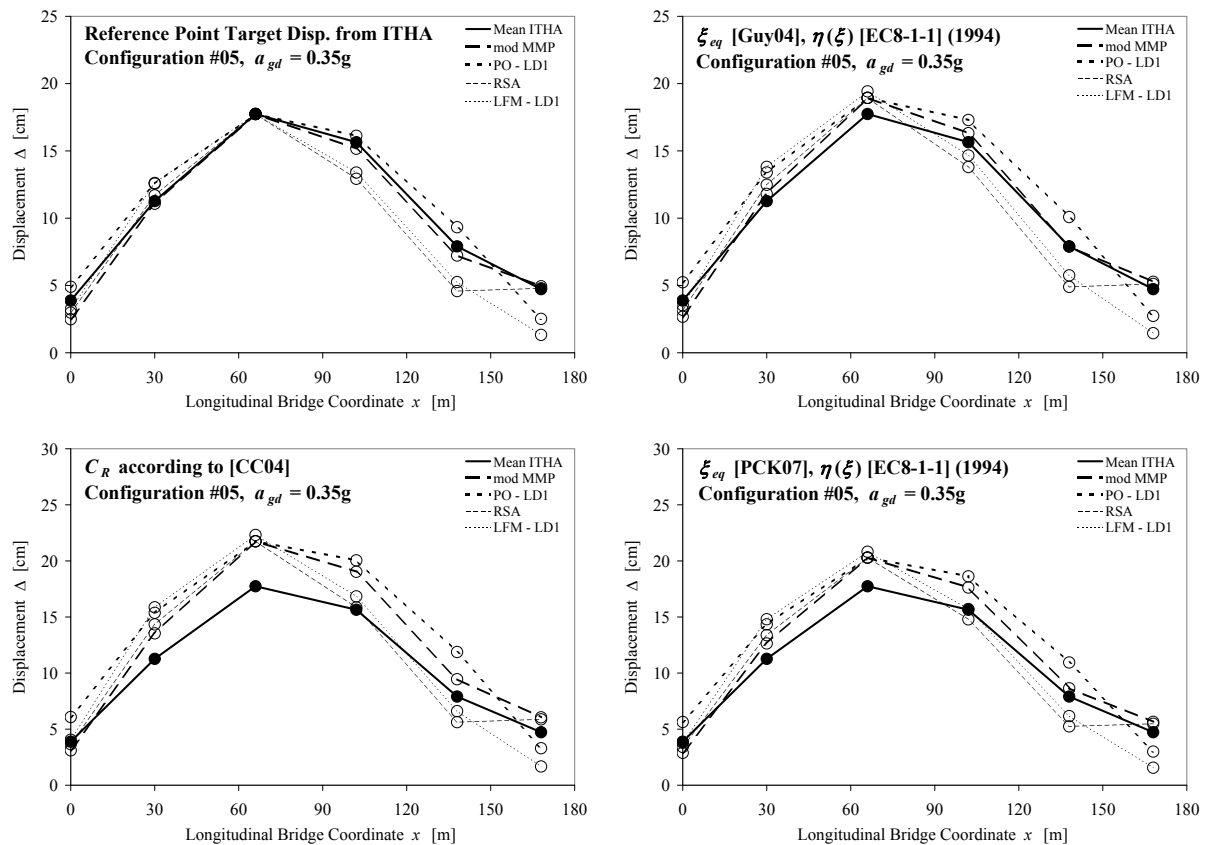 Reference Point Target Disp. from ITHA
Configuration #05, a gd = 0.35g
Mean ITHA
mod MMP
PO - LD1
RSA
LFM - LD1
25
20
15
10
5
0
Displacement Δ [cm]
0 30 60 90 120 150 180
Longitudinal Bridge Coordinate x [m]
ξ eq [Guy04], η(ξ) [EC8-1-1] (1994)
Configuration #05, a gd = 0.35g
Mean ITHA
mod MMP
PO - LD1
RSA
LFM - LD1
25
20
15
10
5
0
Displacement Δ [cm]
0 30 60 90 120 150 180
Longitudinal Bridge Coordinate x [m]
C R according to [CC04]
Configuration #05, a gd = 0.35g
Mean ITHA
mod MMP
PO - LD1
RSA
LFM - LD1
30
25
20
15
10
5
0
Displacement Δ [cm]
0 30 60 90 120 150 180
Longitudinal Bridge Coordinate x [m]
ξ eq [PCK07], η(ξ) [EC8-1-1] (1994)
Configuration #05, a gd = 0.35g
Mean ITHA
mod MMP
PO - LD1
RSA
LFM - LD1
30
25
20
15
10
5
0
Displacement Δ [cm]
0 30 60 90 120 150 180
Longitudinal Bridge Coordinate x [m]